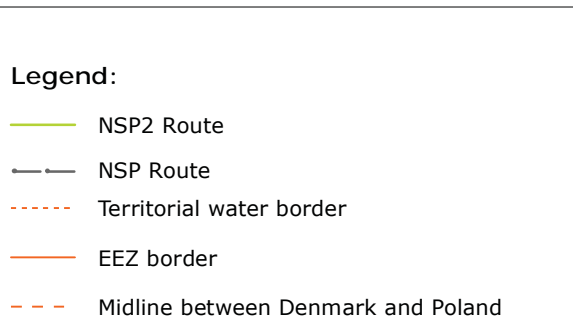 Legend:
NSP2 Route
NSP Route
Territorial water border
EEZ border
Midline between Denmark and Poland